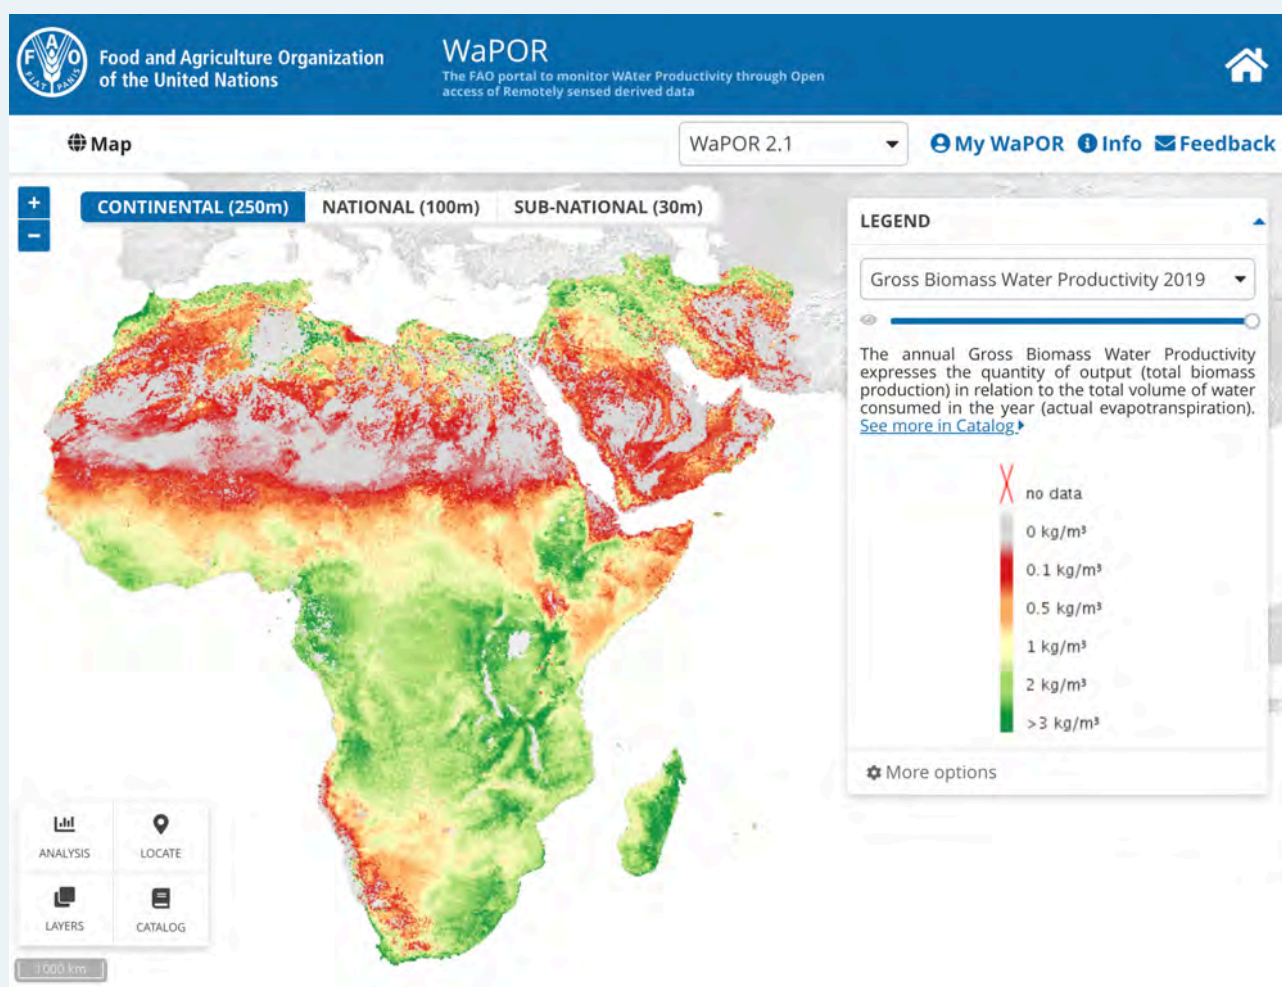 F A O
FIAT PANIS
Food and Agriculture Organization
of the United Nations
WaPOR
The FAO portal to monitor WAter Productivity through Open
access of Remotely sensed derived data
Map
WaPOR 2.1
My WaPOR
Info
Feedback
+
−
CONTINENTAL (250m)
NATIONAL (100m)
SUB-NATIONAL (30m)
LEGEND
Gross Biomass Water Productivity 2019
The annual Gross Biomass Water Productivity
expresses the quantity of output (total biomass
production) in relation to the total volume of water
consumed in the year (actual evapotranspiration).
See more in Catalog
no data
0 kg/m³
0.1 kg/m³
0.5 kg/m³
1 kg/m³
2 kg/m³
>3 kg/m³
More options
ANALYSIS
LOCATE
LAYERS
CATALOG
1000 km